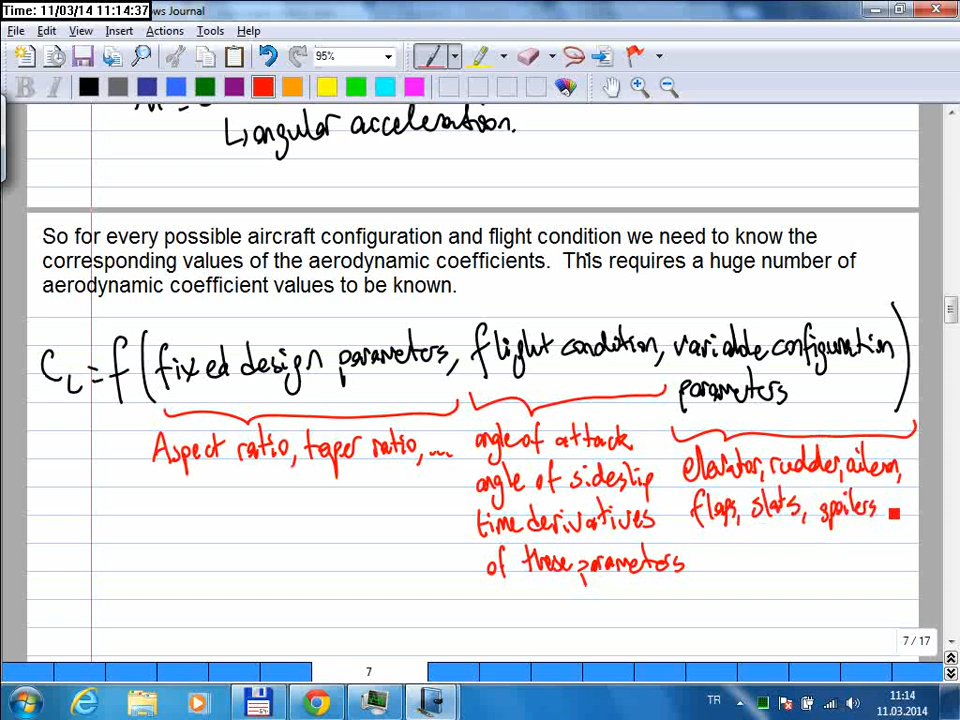 Time: 11/03/14 11:14:37
ows Journal
File Edit View Insert Actions Tools Help
95%
B I
↳angular acceleration.
So for every possible aircraft configuration and flight condition we need to know the
corresponding values of the aerodynamic coefficients. This requires a huge number of
aerodynamic coefficient values to be known.
C_L = f(fixed design parameters, flight condition, variable configuration
parameters)
Aspect ratio, taper ratio, ...
angle of attack
angle of sideslip
time derivatives
of these parameters
elevator, rudder, aileron,
flaps, slats, spoilers
7 / 17
7
TR
11:14
11.03.2014